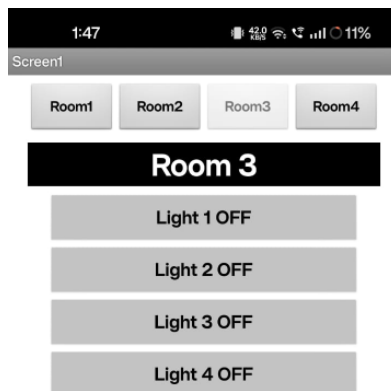 1:47 42.0 KB/S 11%
Screen1
Room1 Room2 Room3 Room4
Room 3
Light 1 OFF
Light 2 OFF
Light 3 OFF
Light 4 OFF